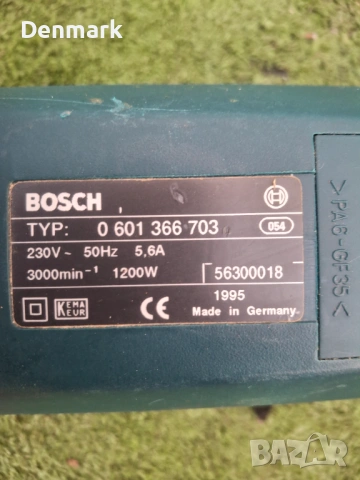 Denmark
BOSCH
TYP: 0 601 366 703 054
230V~ 50Hz 5,6A
3000min⁻¹ 1200W 56300018
KEMA
KEUR
CE
1995
Made in Germany
>PA6-GF35<
BAZAR